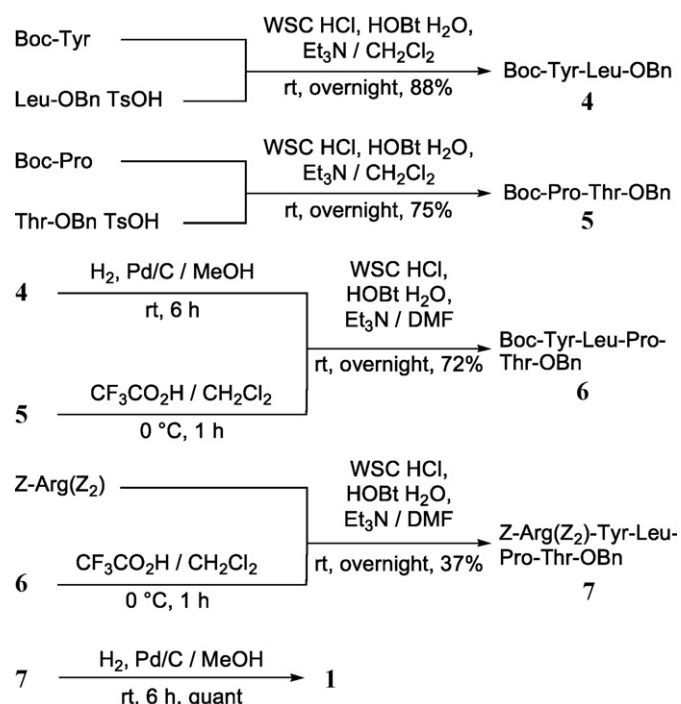 Boc-Tyr
Leu-OBn TsOH
WSC HCl, HOBt H₂O,
Et₃N / CH₂Cl₂
rt, overnight, 88%
Boc-Tyr-Leu-OBn
4
Boc-Pro
Thr-OBn TsOH
WSC HCl, HOBt H₂O,
Et₃N / CH₂Cl₂
rt, overnight, 75%
Boc-Pro-Thr-OBn
5
4
H₂, Pd/C / MeOH
rt, 6 h
5
CF₃CO₂H / CH₂Cl₂
0 °C, 1 h
WSC HCl,
HOBt H₂O,
Et₃N / DMF
rt, overnight, 72%
Boc-Tyr-Leu-Pro-
Thr-OBn
6
Z-Arg(Z₂)
6
CF₃CO₂H / CH₂Cl₂
0 °C, 1 h
WSC HCl,
HOBt H₂O,
Et₃N / DMF
rt, overnight, 37%
Z-Arg(Z₂)-Tyr-Leu-
Pro-Thr-OBn
7
7
H₂, Pd/C / MeOH
rt, 6 h, quant
1